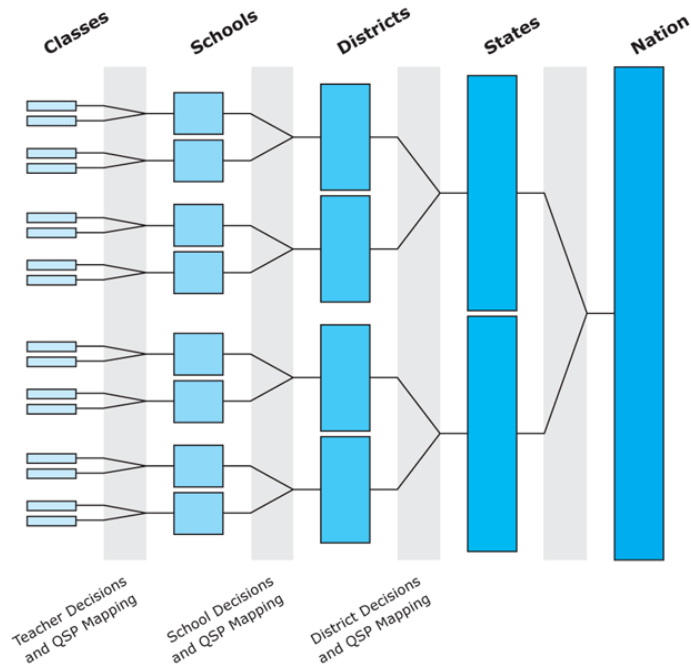 Classes
Schools
Districts
States
Nation
Teacher Decisions
and QSP Mapping
School Decisions
and QSP Mapping
District Decisions
and QSP Mapping